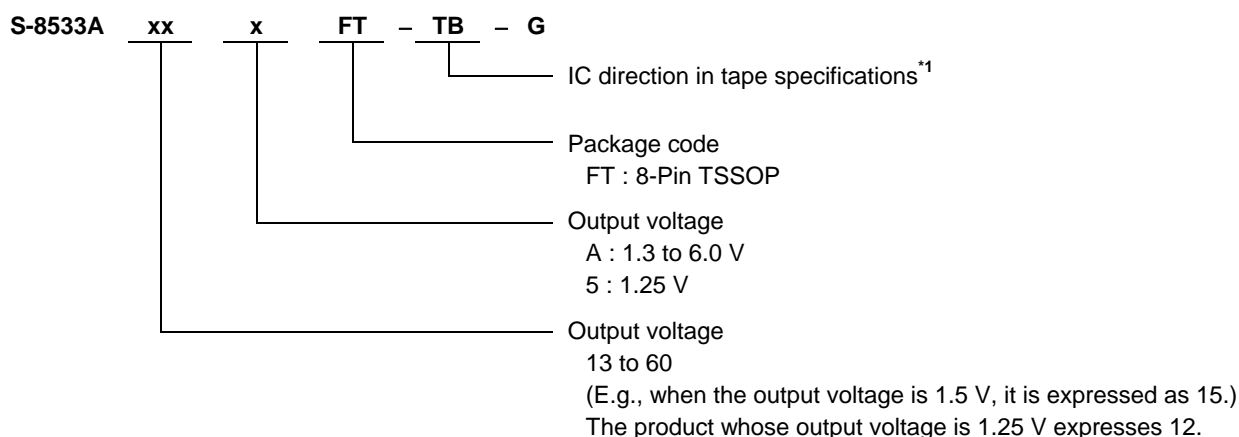 S-8533A xx x FT – TB – G
IC direction in tape specifications*1
Package code
FT : 8-Pin TSSOP
Output voltage
A : 1.3 to 6.0 V
5 : 1.25 V
Output voltage
13 to 60
(E.g., when the output voltage is 1.5 V, it is expressed as 15.)
The product whose output voltage is 1.25 V expresses 12.